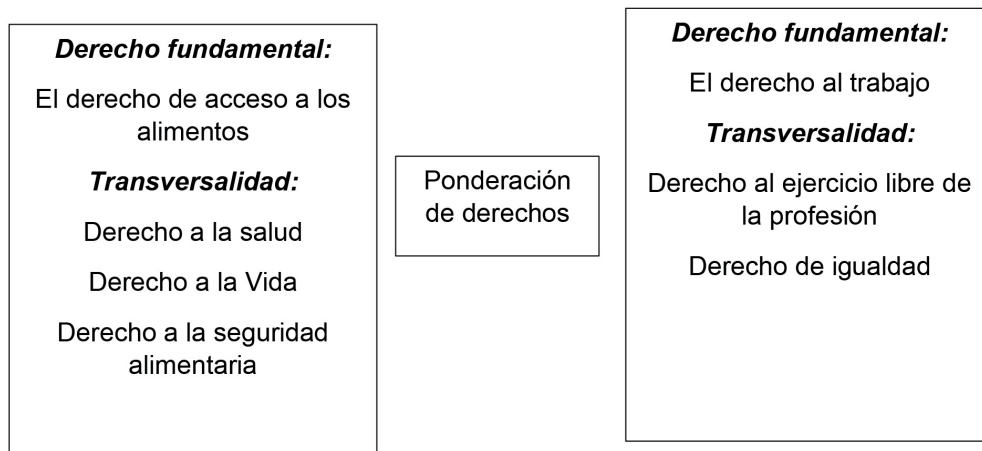 Derecho fundamental:
El derecho de acceso a los
alimentos
Transversalidad:
Derecho a la salud
Derecho a la Vida
Derecho a la seguridad
alimentaria
Ponderación
de derechos
Derecho fundamental:
El derecho al trabajo
Transversalidad:
Derecho al ejercicio libre de
la profesión
Derecho de igualdad